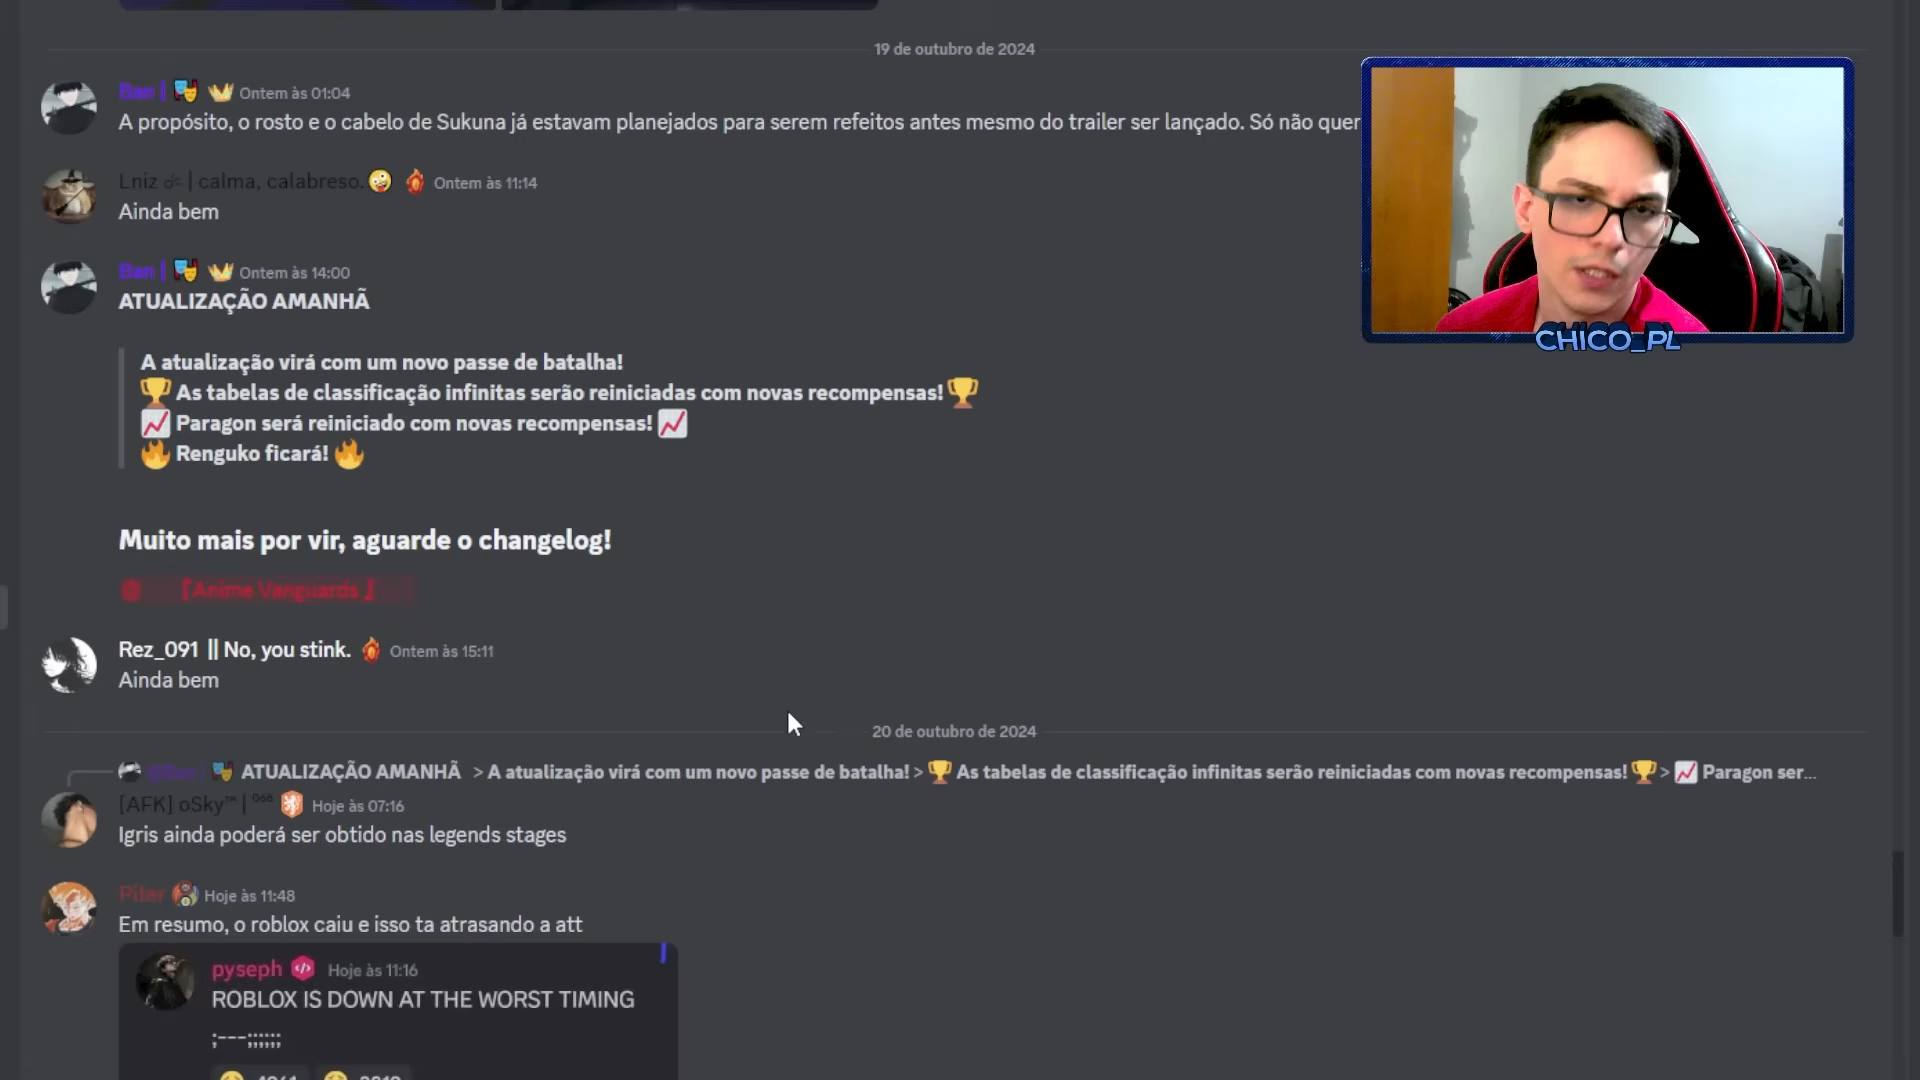 19 de outubro de 2024
Ban | Ontem às 01:04
A propósito, o rosto e o cabelo de Sukuna já estavam planejados para serem refeitos antes mesmo do trailer ser lançado. Só não quer
Lniz | calma, calabreso. Ontem às 11:14
Ainda bem
Ban | Ontem às 14:00
ATUALIZAÇÃO AMANHÃ
A atualização virá com um novo passe de batalha!
🏆 As tabelas de classificação infinitas serão reiniciadas com novas recompensas! 🏆
📈 Paragon será reiniciado com novas recompensas! 📈
🔥 Renguko ficará! 🔥
Muito mais por vir, aguarde o changelog!
@ 『Anime Vanguards 』
Rez_091 || No, you stink. Ontem às 15:11
Ainda bem
20 de outubro de 2024
ATUALIZAÇÃO AMANHÃ > A atualização virá com um novo passe de batalha! > 🏆 As tabelas de classificação infinitas serão reiniciadas com novas recompensas! 🏆 > 📈 Paragon ser...
[AFK] oSky™ | ⁰⁶⁶ Hoje às 07:16
Igris ainda poderá ser obtido nas legends stages
Pitar Hoje às 11:48
Em resumo, o roblox caiu e isso ta atrasando a att
pyseph Hoje às 11:16
ROBLOX IS DOWN AT THE WORST TIMING
;---;;;;;;
CHICO_PL